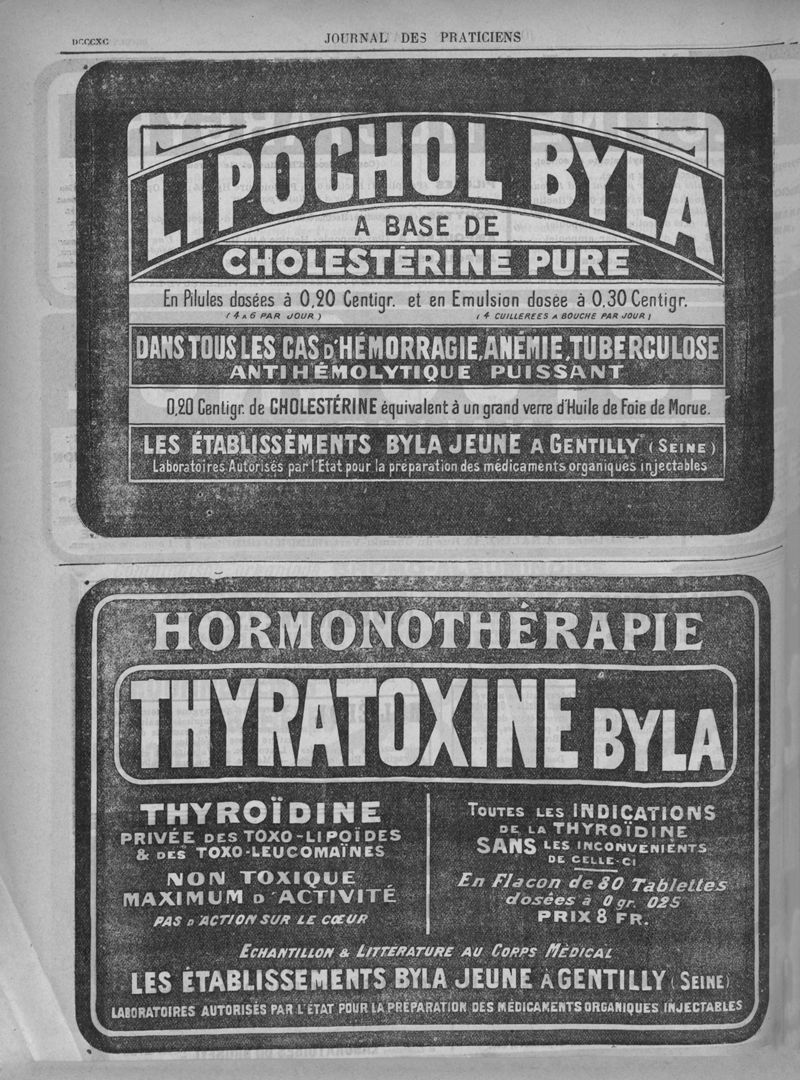 DCCCXC
JOURNAL DES PRATICIENS
LIPOCHOL BYLA
A BASE DE
CHOLESTÉRINE PURE
En Pilules dosées à 0,20 Centigr. et en Emulsion dosée à 0,30 Centigr.
(4 A 6 PAR JOUR) (4 CUILLEREES A BOUCHE PAR JOUR)
DANS TOUS LES CAS D'HÉMORRAGIE, ANÉMIE, TUBERCULOSE
ANTIHÉMOLYTIQUE PUISSANT
0,20 Centigr. de CHOLESTÉRINE équivalent à un grand verre d'Huile de Foie de Morue.
LES ÉTABLISSEMENTS BYLA JEUNE A GENTILLY (SEINE)
Laboratoires Autorisés par l'Etat pour la préparation des médicaments organiques injectables
HORMONOTHÉRAPIE
THYRATOXINE BYLA
THYROÏDINE
PRIVÉE DES TOXO-LIPOÏDES
& DES TOXO-LEUCOMAÏNES
NON TOXIQUE
MAXIMUM D'ACTIVITÉ
PAS D'ACTION SUR LE CŒUR
TOUTES LES INDICATIONS
DE LA THYROÏDINE
SANS LES INCONVENIENTS
DE CELLE-CI
En Flacon de 80 Tablettes
dosées à 0 gr. 025
PRIX 8 FR.
ECHANTILLON & LITTÉRATURE AU CORPS MÉDICAL
LES ÉTABLISSEMENTS BYLA JEUNE À GENTILLY (SEINE)
LABORATOIRES AUTORISÉS PAR L'ÉTAT POUR LA PRÉPARATION DES MÉDICAMENTS ORGANIQUES INJECTABLES